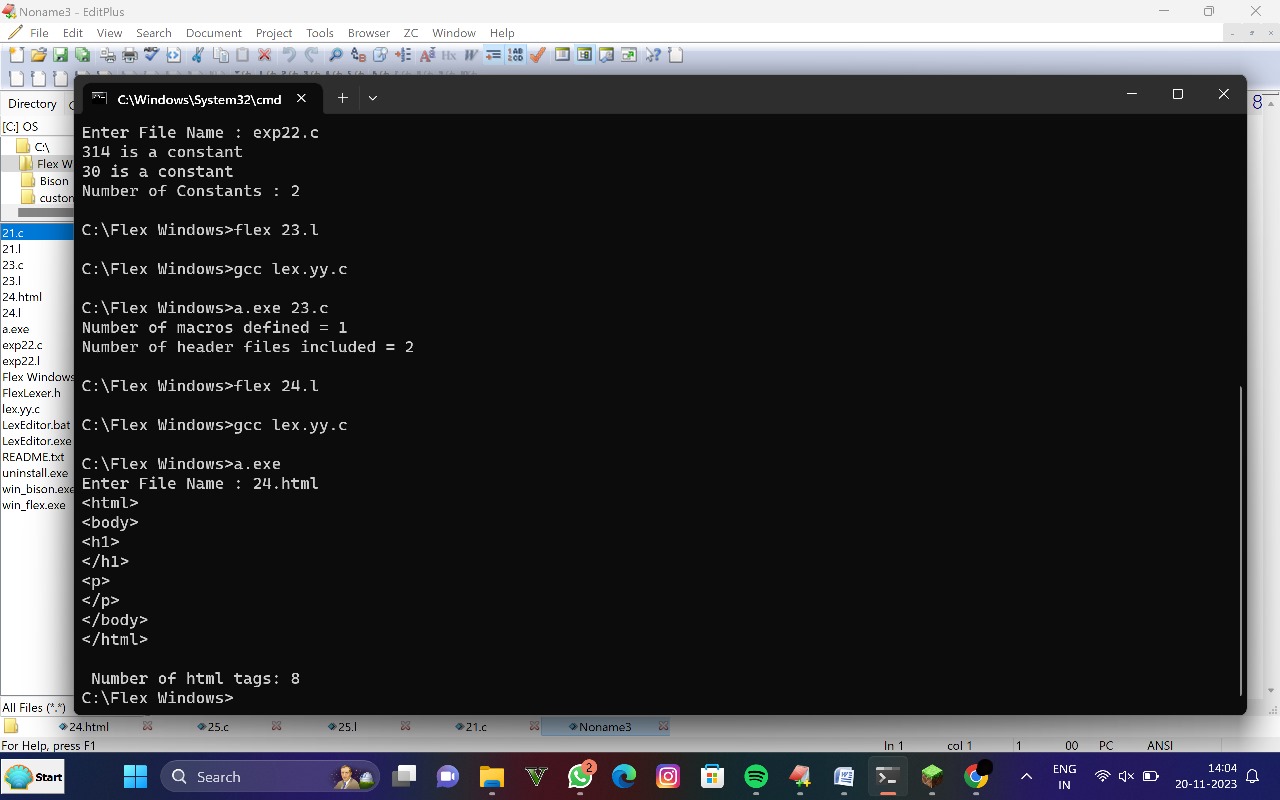 Noname3 - EditPlus
File Edit View Search Document Project Tools Browser ZC Window Help
Directory
[C:] OS
C:\
Flex W
Bison
custon
21.c
21.l
23.c
23.l
24.html
24.l
a.exe
exp22.c
exp22.l
Flex Windows
FlexLexer.h
lex.yy.c
LexEditor.bat
LexEditor.exe
README.txt
uninstall.exe
win_bison.exe
win_flex.exe
All Files (*.*)
C:\Windows\System32\cmd
Enter File Name : exp22.c
314 is a constant
30 is a constant
Number of Constants : 2
C:\Flex Windows>flex 23.l
C:\Flex Windows>gcc lex.yy.c
C:\Flex Windows>a.exe 23.c
Number of macros defined = 1
Number of header files included = 2
C:\Flex Windows>flex 24.l
C:\Flex Windows>gcc lex.yy.c
C:\Flex Windows>a.exe
Enter File Name : 24.html
<html>
<body>
<h1>
</h1>
<p>
</p>
</body>
</html>
Number of html tags: 8
C:\Flex Windows>
8
24.html 25.c 25.l 21.c Noname3
For Help, press F1 ln 1 col 1 1 00 PC ANSI
Start Search 2 ENG 14:04
IN 20-11-2023